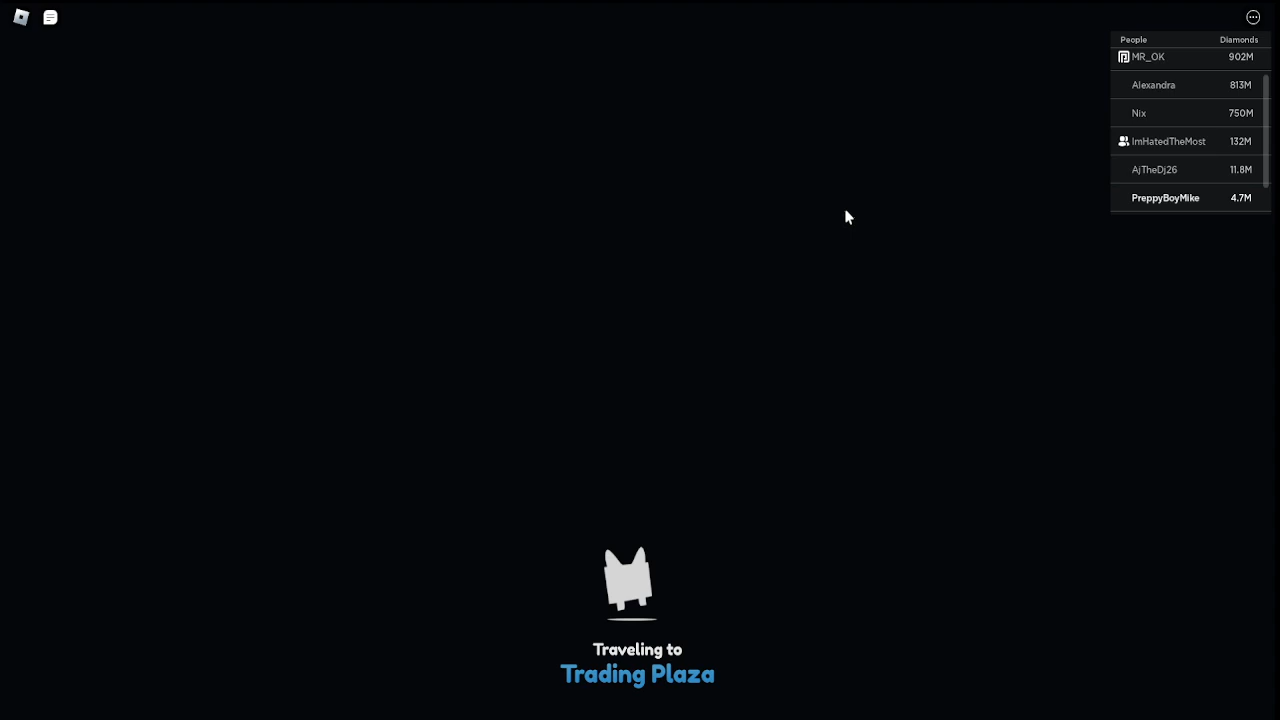 People Diamonds
MR_OK 902M
Alexandra 813M
Nix 750M
ImHatedTheMost 132M
AjTheDj26 11.8M
PreppyBoyMike 4.7M
Traveling to
Trading Plaza